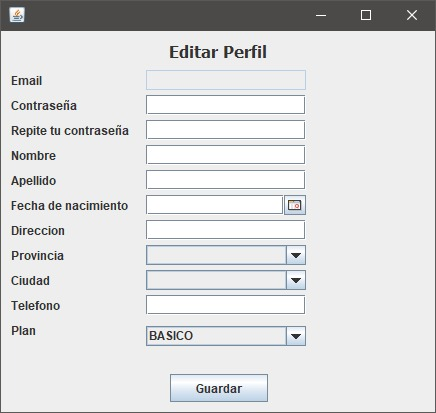 Editar Perfil
Email
Contraseña
Repite tu contraseña
Nombre
Apellido
Fecha de nacimiento
Direccion
Provincia
Ciudad
Telefono
Plan BASICO
Guardar